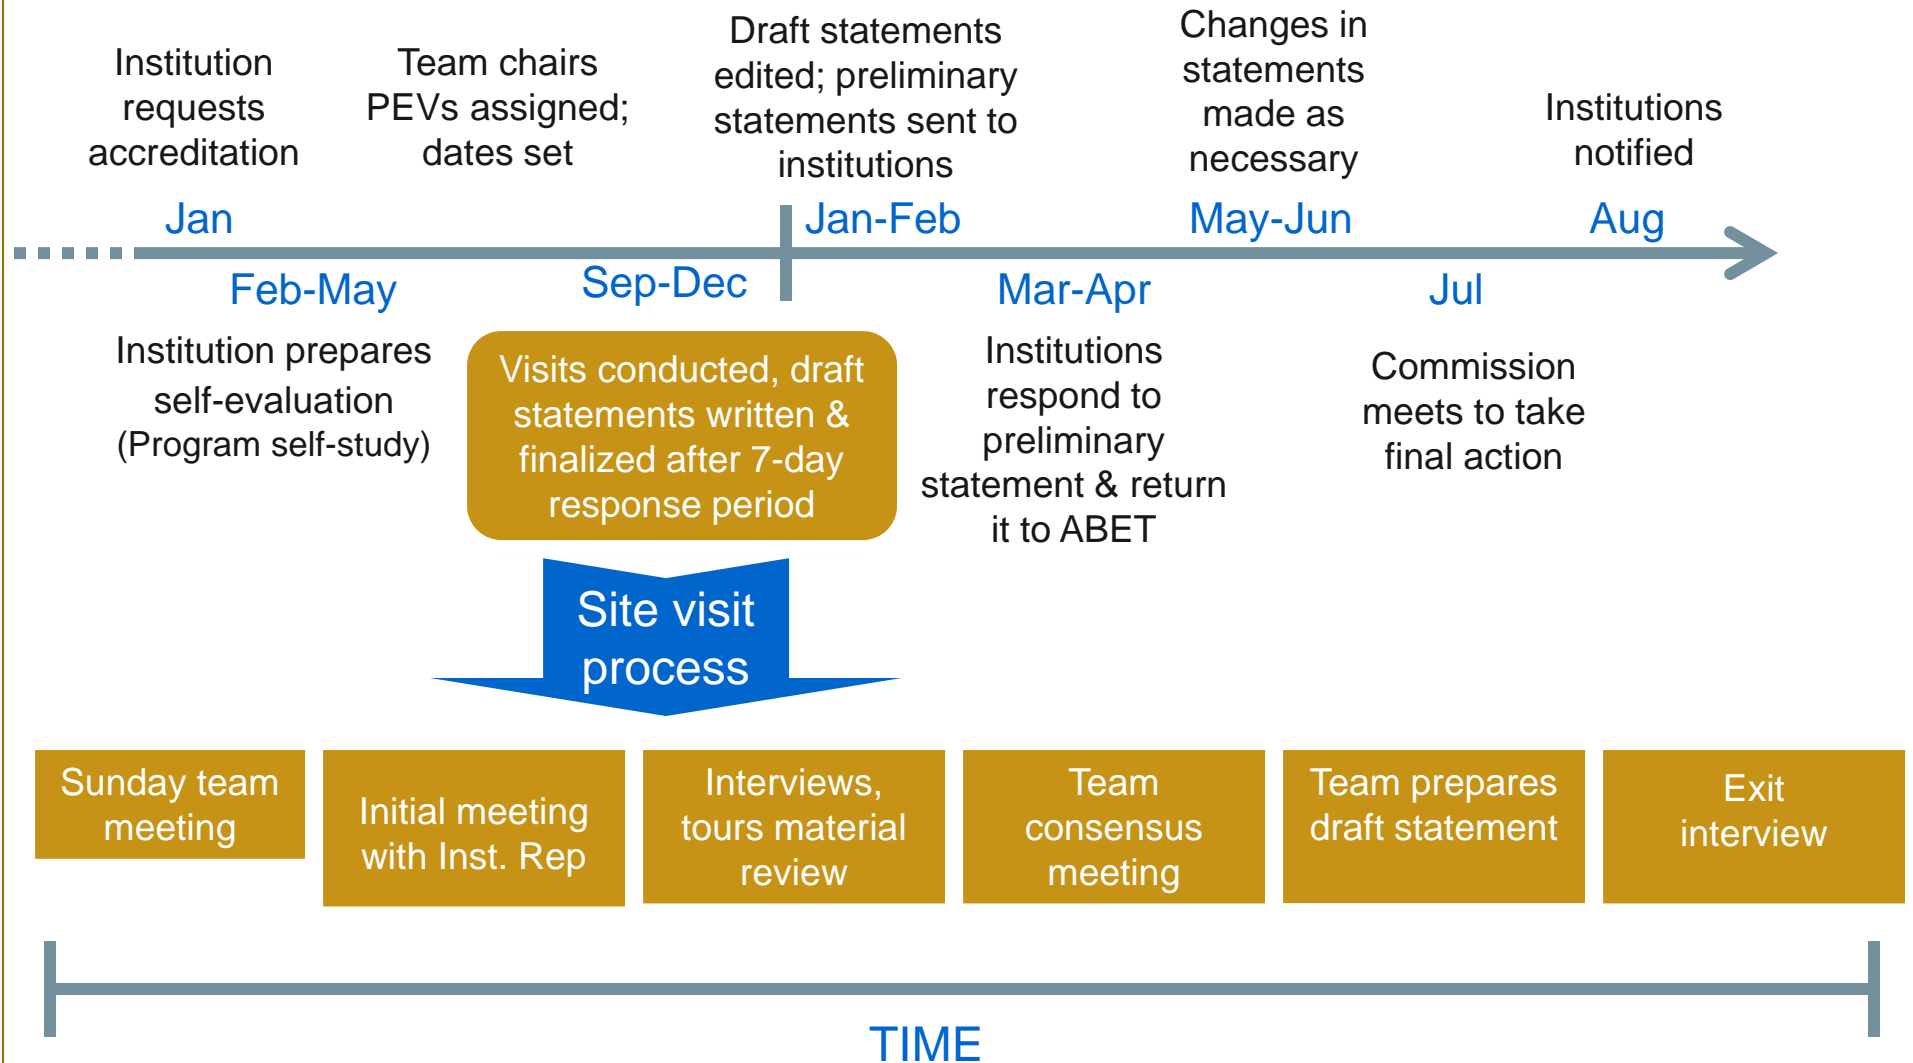 Institution
requests
accreditation
Team chairs
PEVs assigned;
dates set
Draft statements
edited; preliminary
statements sent to
institutions
Changes in
statements
made as
necessary
Institutions
notified
Jan
Jan-Feb
May-Jun
Aug
Feb-May
Sep-Dec
Mar-Apr
Jul
Institution prepares
self-evaluation
(Program self-study)
Visits conducted, draft
statements written &
finalized after 7-day
response period
Institutions
respond to
preliminary
statement & return
it to ABET
Commission
meets to take
final action
Site visit
process
Sunday team
meeting
Initial meeting
with Inst. Rep
Interviews,
tours material
review
Team
consensus
meeting
Team prepares
draft statement
Exit
interview
TIME